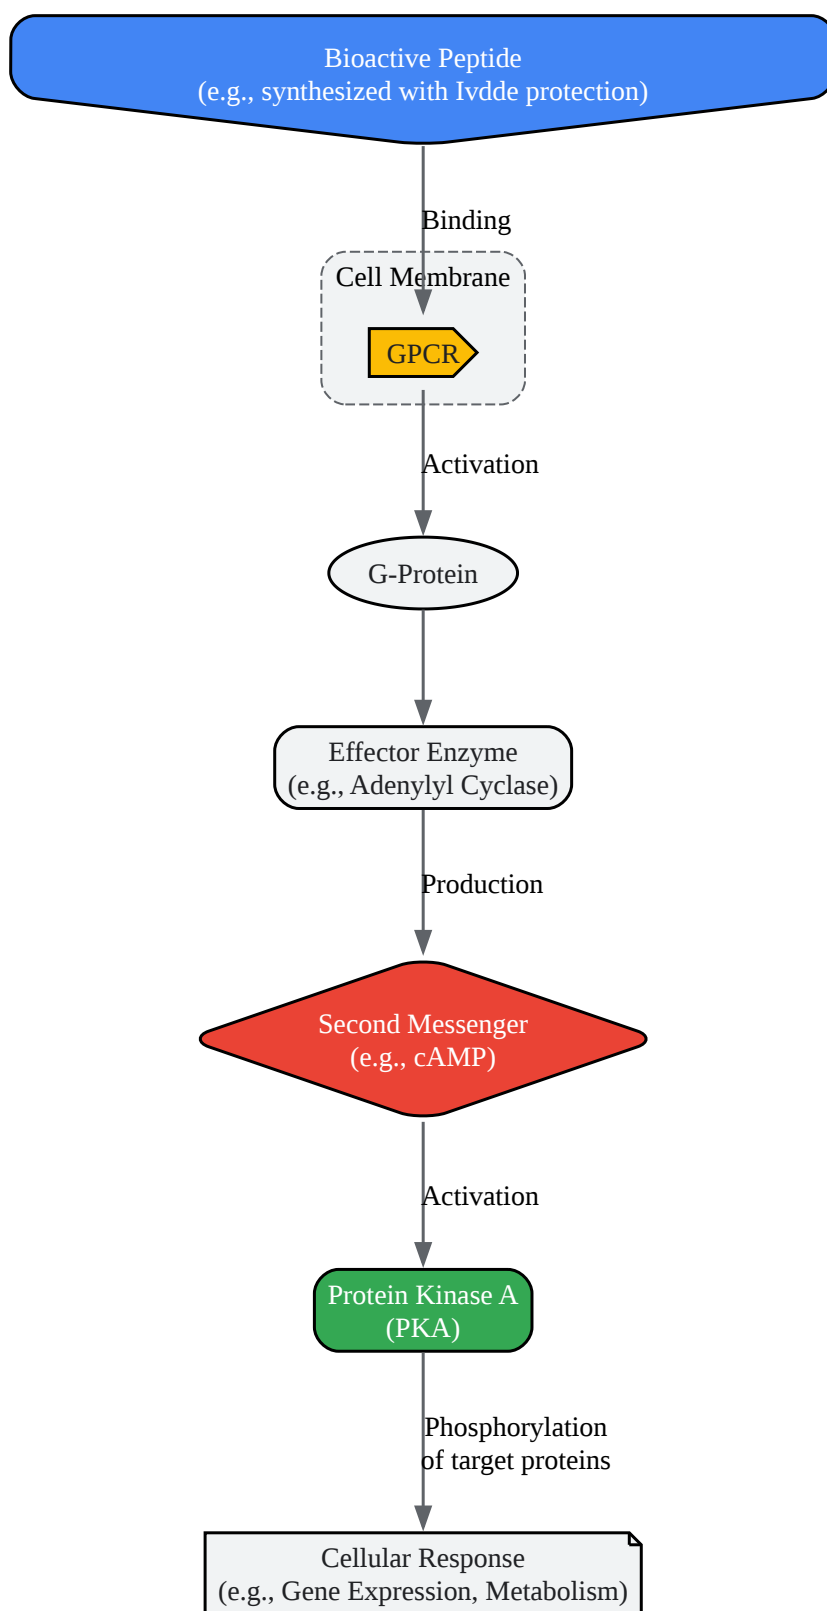 Bioactive Peptide
(e.g., synthesized with Ivdde protection)
Binding
Cell Membrane
GPCR
Activation
G-Protein
Effector Enzyme
(e.g., Adenylyl Cyclase)
Production
Second Messenger
(e.g., cAMP)
Activation
Protein Kinase A
(PKA)
Phosphorylation
of target proteins
Cellular Response
(e.g., Gene Expression, Metabolism)